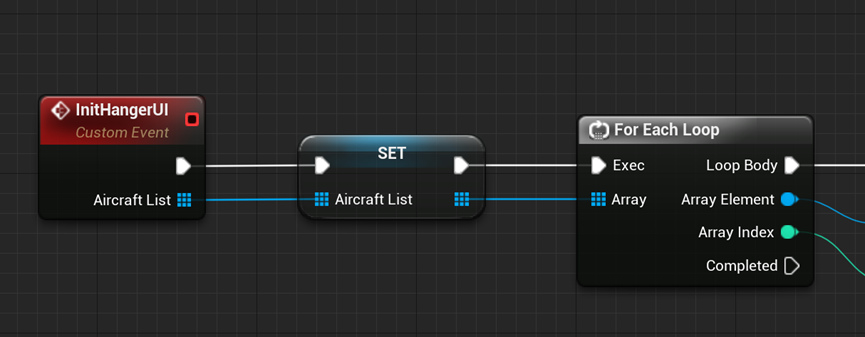 InitHangerUI
Custom Event
Aircraft List
SET
Aircraft List
For Each Loop
Exec
Loop Body
Array
Array Element
Array Index
Completed